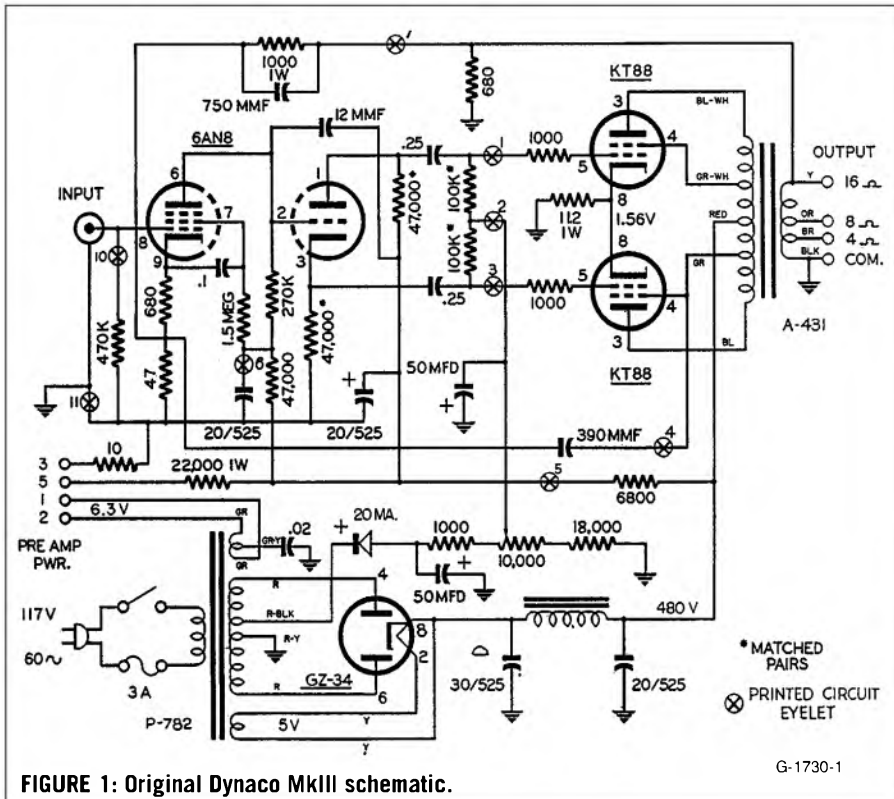 1000
1W
750 MMF
680
KT88
3
BL-WH
4
12 MMF
6AN8
.25
1
1000
5
GR-WH
OUTPUT
Y
16 Ω
INPUT
6
7
1
47,000*
100K*
8
RED
OR
8 Ω
2
2
11.2
1W
1.56V
BR
4 Ω
8
9
3
100K*
8
GR
BLK
COM.
10
.1
270K
3
.25
1000
5
4
A-431
680
1.5 MEG
47,000*
3
BL
470K
47
6
47,000
50 MFD
+
KT88
11
20/525
20/525
+
390 MMF
4
10
3
22,000 1W
5
5
6800
1
6.3 V
2
GR
GR-Y
.02
GR
20 MA.
+
1000
18,000
10,000
PRE AMP
PWR.
4
50 MFD
+
R
R-BLK
480 V
117V
R-Y
8
2
60~
R
GZ-34
6
3A
30/525
20/525
5V
Y
P-782
Y
* MATCHED
PAIRS
PRINTED CIRCUIT
EYELET
G-1730-1
FIGURE 1: Original Dynaco MkIII schematic.